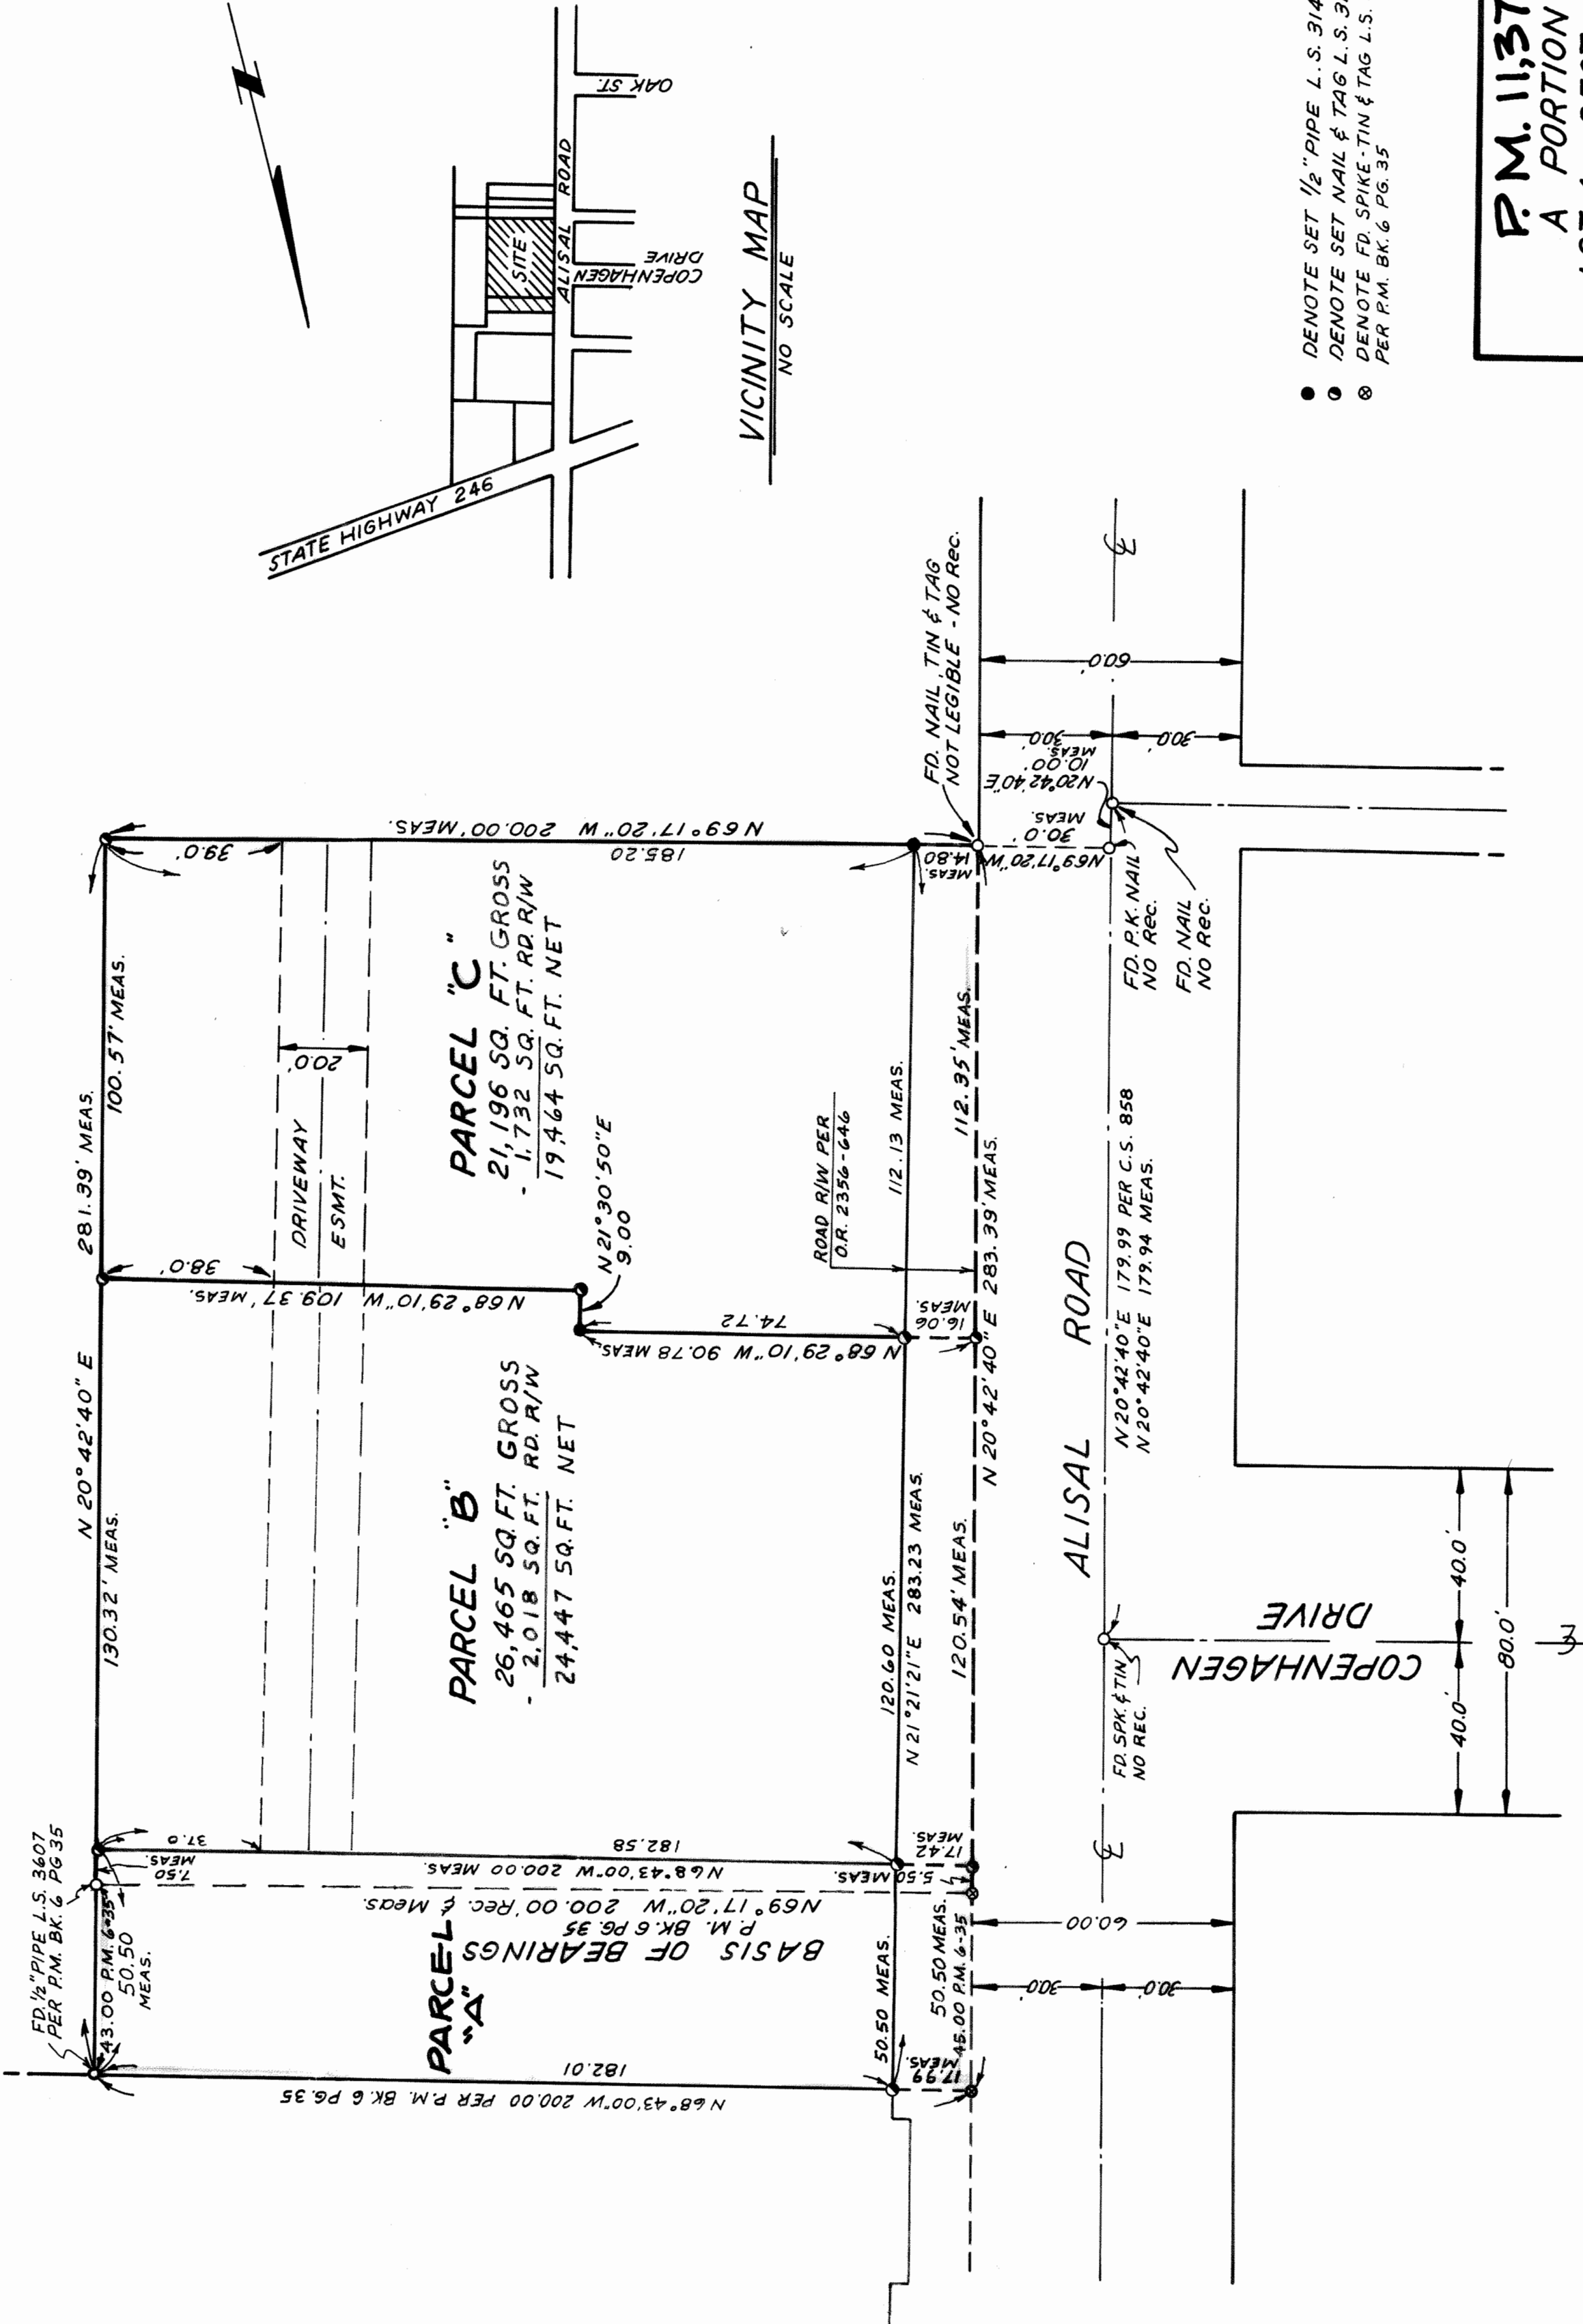 FD. 1/2" PIPE L.S. 3607
PER P.M. BK. 6 PG 35
43.00 P.M. 6-35
50.50
MEAS.
7.50
MEAS.
N 20° 42' 40" E 281.39' MEAS.
130.32' MEAS.
100.57' MEAS.
N 68° 43' 00" W 200.00 PER P.M. BK. 6 PG. 35
182.01
PARCEL
"A"
BASIS OF BEARINGS
P. M. BK. 6 PG. 35
N 69° 17' 20" W 200.00' Rec. & Meas.
N 68° 43' 00" W 200.00 MEAS.
182.58
37.0
PARCEL "B"
26,465 SQ. FT. GROSS
- 2,018 SQ. FT. RD. R/W
24,447 SQ. FT. NET
38.0'
N 68° 29' 10" W 109.37' MEAS.
DRIVEWAY
ESMT.
20.0'
N 21° 30' 50" E
9.00
74.72
N 68° 29' 10" W 90.78 MEAS.
PARCEL "C"
21,196 SQ. FT. GROSS
- 1,732 SQ. FT. RD. R/W
19,464 SQ. FT. NET
39.0'
N 69° 17' 20" W 200.00' MEAS.
185.20
14.80
MEAS.
50.50 MEAS.
17.99
MEAS.
50.50 MEAS.
45.00 P.M. 6-35
5.50 MEAS.
17.42
MEAS
120.60 MEAS.
N 21° 21' 21" E 283.23 MEAS.
120.54' MEAS.
16.06
MEAS
ROAD R/W PER
O.R. 2356-646
112.13 MEAS.
112.35' MEAS.
N 20° 42' 40" E 283.39' MEAS.
FD. NAIL, TIN & TAG
NOT LEGIBLE - NO Rec.
N69° 17' 20" W
30.0'
MEAS.
N20° 42' 40" E
10.00'
MEAS.
30.0'
30.0'
60.0'
FD. P.K. NAIL
NO Rec.
FD. NAIL
NO Rec.
ALISAL ROAD
N 20° 42' 40" E 179.99 PER C.S. 858
N 20° 42' 40" E 179.94 MEAS.
FD. SPK. & TIN
NO REC.
60.00
30.0'
30.0'
COPENHAGEN
DRIVE
40.0'
40.0'
80.0'
STATE HIGHWAY 246
SITE
ALISAL ROAD
COPENHAGEN
DRIVE
OAK ST.
VICINITY MAP
NO SCALE
DENOTE SET 1/2" PIPE L.S. 314
DENOTE SET NAIL & TAG L.S.
DENOTE FD. SPIKE-TIN & TAG L.S.
PER P.M. BK. 6 PG. 35
P.M. 11,37
A PORTION